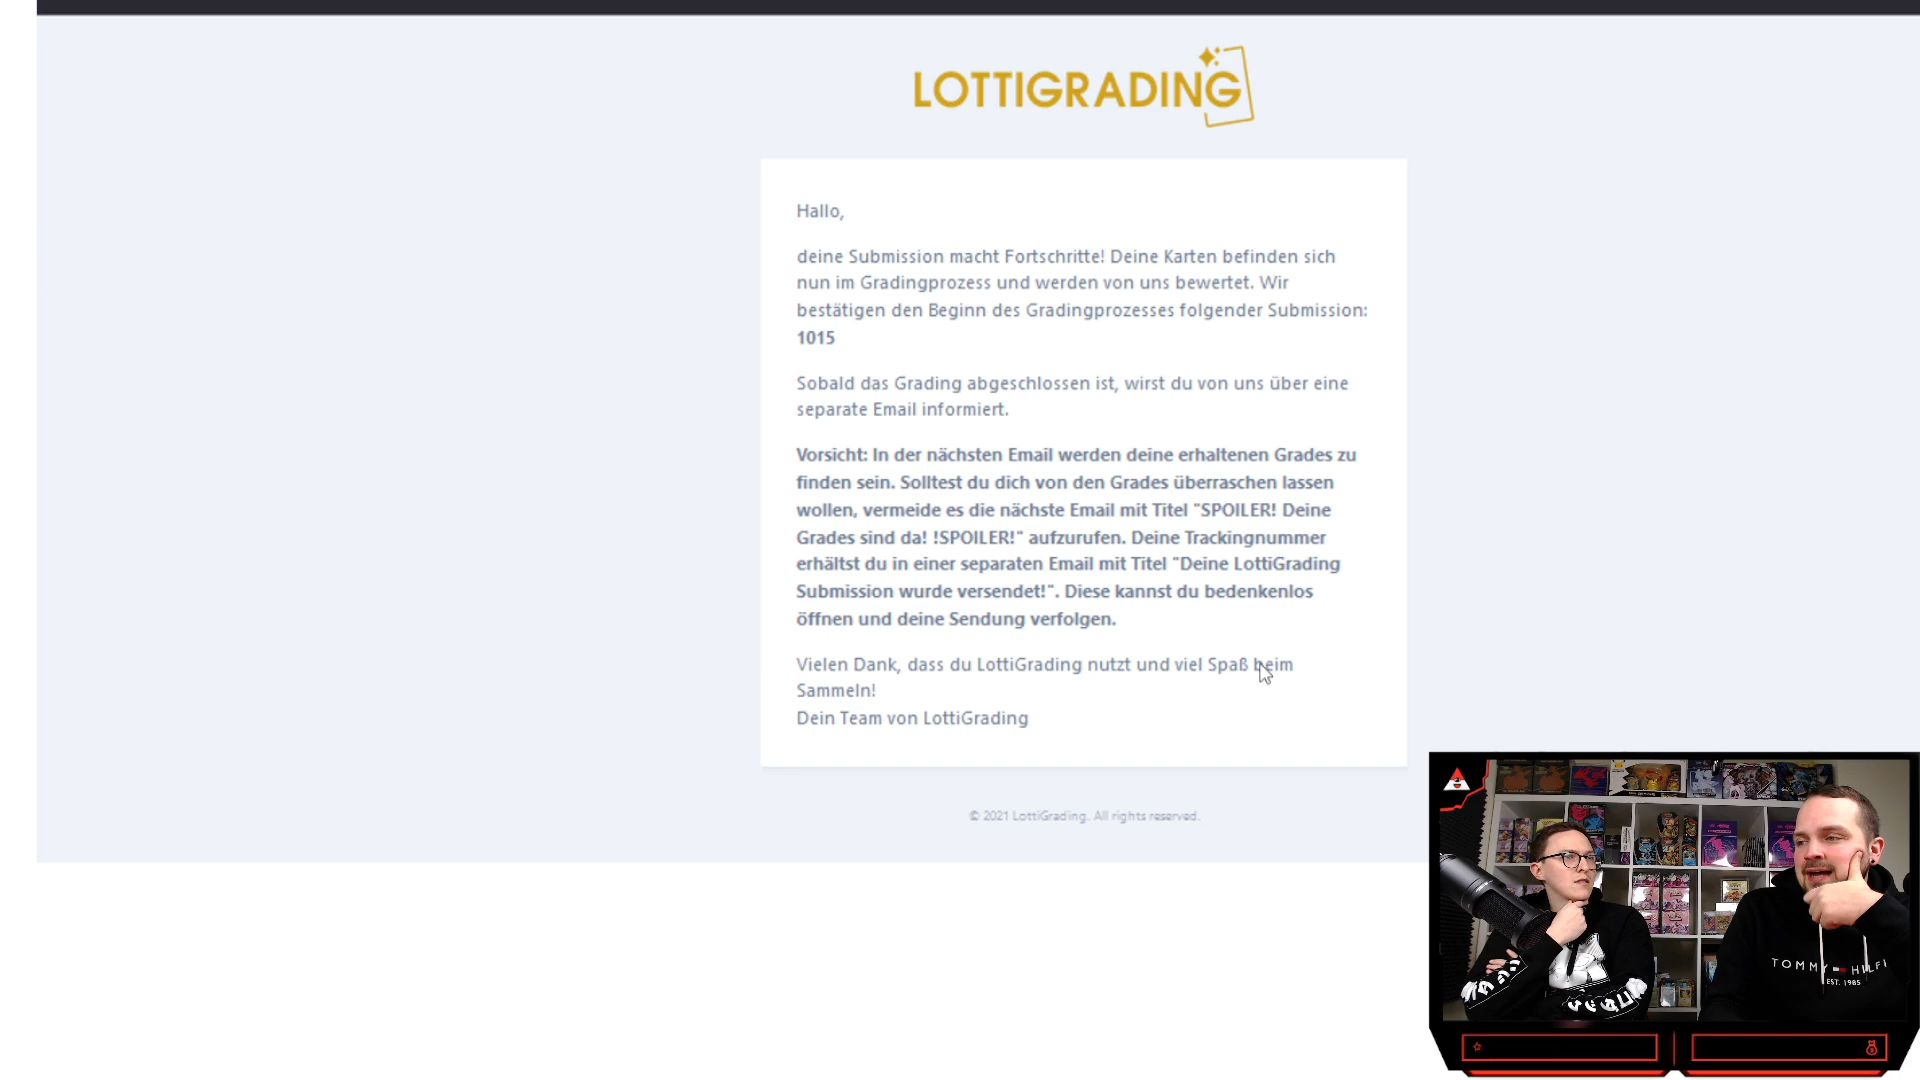 LOTTIGRADING
Hallo,
deine Submission macht Fortschritte! Deine Karten befinden sich
nun im Gradingprozess und werden von uns bewertet. Wir
bestätigen den Beginn des Gradingprozesses folgender Submission:
1015
Sobald das Grading abgeschlossen ist, wirst du von uns über eine
separate Email informiert.
Vorsicht: In der nächsten Email werden deine erhaltenen Grades zu
finden sein. Solltest du dich von den Grades überraschen lassen
wollen, vermeide es die nächste Email mit Titel "SPOILER! Deine
Grades sind da! !SPOILER!" aufzurufen. Deine Trackingnummer
erhältst du in einer separaten Email mit Titel "Deine LottiGrading
Submission wurde versendet!". Diese kannst du bedenkenlos
öffnen und deine Sendung verfolgen.
Vielen Dank, dass du LottiGrading nutzt und viel Spaß beim
Sammeln!
Dein Team von LottiGrading
© 2021 LottiGrading. All rights reserved.
TOMMY HILFI
EST. 1985